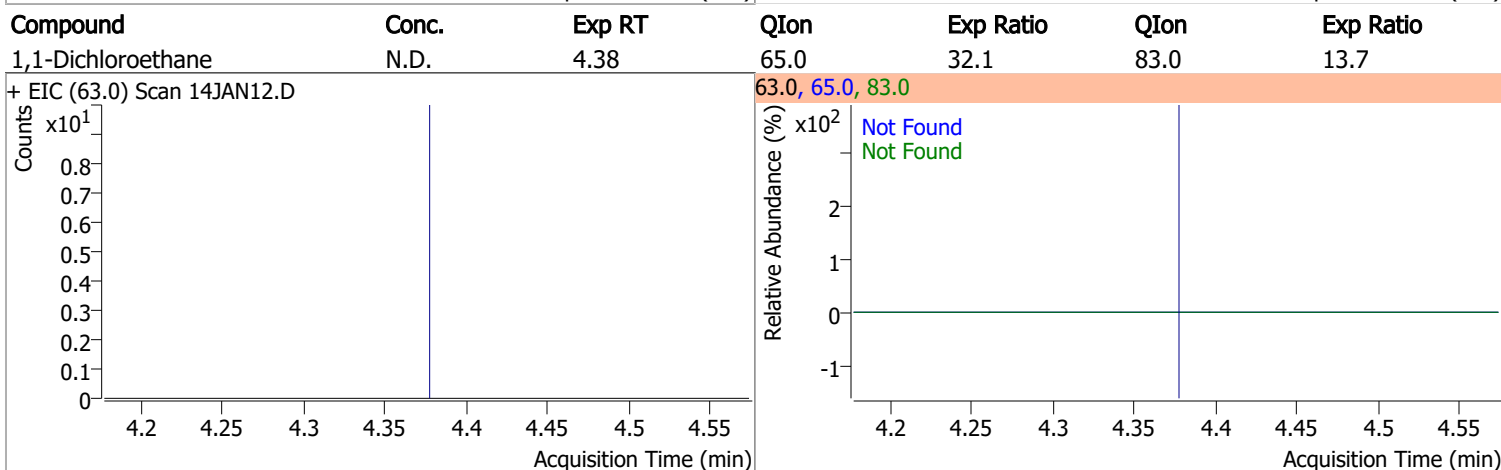 Compound Conc. Exp RT QIon Exp Ratio QIon Exp Ratio
1,1-Dichloroethane N.D. 4.38 65.0 32.1 83.0 13.7
+ EIC (63.0) Scan 14JAN12.D
Counts
x10¹
0.8
0.7
0.6
0.5
0.4
0.3
0.2
0.1
0
4.2 4.25 4.3 4.35 4.4 4.45 4.5 4.55
Acquisition Time (min)
63.0, 65.0, 83.0
Relative Abundance (%)
x10²
Not Found
Not Found
2
1
0
-1
4.2 4.25 4.3 4.35 4.4 4.45 4.5 4.55
Acquisition Time (min)